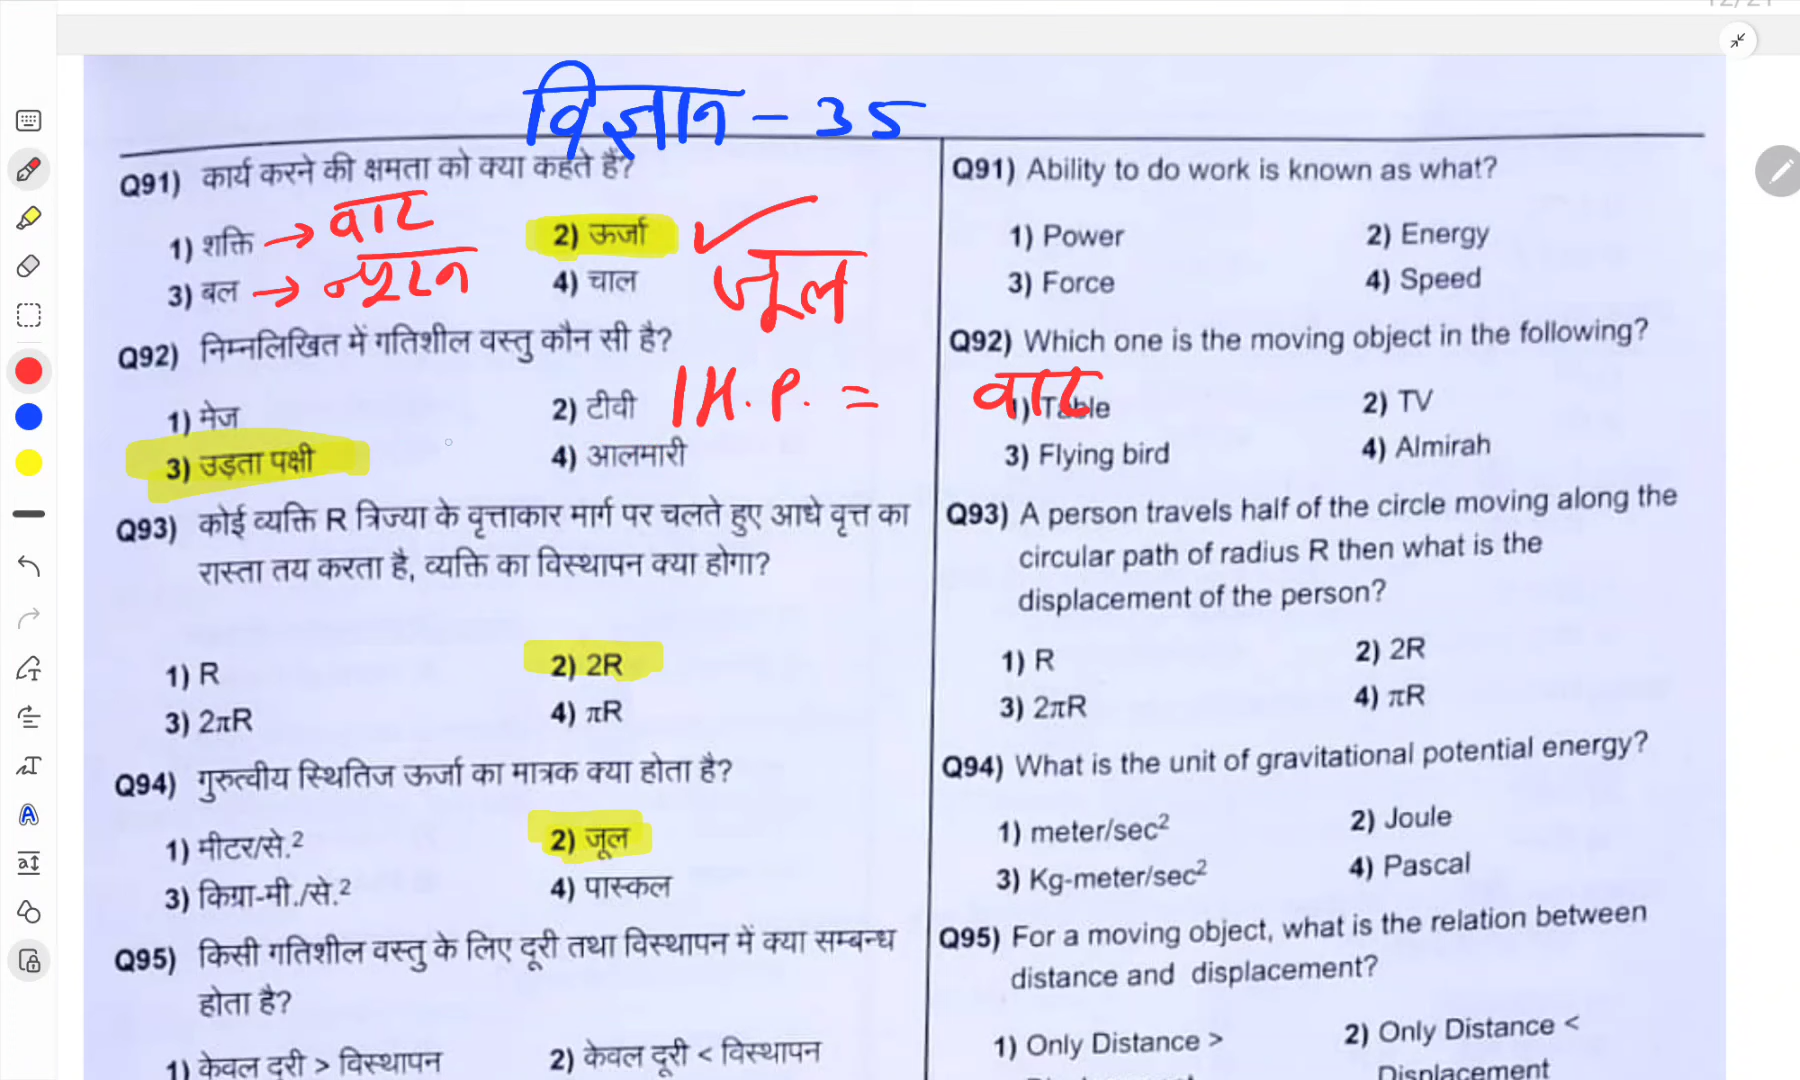 12/21
विज्ञान - 35
Q91) कार्य करने की क्षमता को क्या कहते है?
1) शक्ति → वाट
2) ऊर्जा
जूल
3) बल → न्यूटन
4) चाल
Q92) निम्नलिखित में गतिशील वस्तु कौन सी है?
1) मेज
2) टीवी
1 H.P. = वाट
3) उड़ता पक्षी
4) आलमारी
Q93) कोई व्यक्ति R त्रिज्या के वृत्ताकार मार्ग पर चलते हुए आधे वृत्त का
रास्ता तय करता है, व्यक्ति का विस्थापन क्या होगा?
1) R
2) 2R
3) 2πR
4) πR
Q94) गुरुत्वीय स्थितिज ऊर्जा का मात्रक क्या होता है?
1) मीटर/से.²
2) जूल
3) किग्रा-मी./से.²
4) पास्कल
Q95) किसी गतिशील वस्तु के लिए दूरी तथा विस्थापन में क्या सम्बन्ध
होता है?
1) केवल दूरी > विस्थापन
2) केवल दूरी < विस्थापन
Q91) Ability to do work is known as what?
1) Power
2) Energy
3) Force
4) Speed
Q92) Which one is the moving object in the following?
1) Table
2) TV
3) Flying bird
4) Almirah
Q93) A person travels half of the circle moving along the
circular path of radius R then what is the
displacement of the person?
1) R
2) 2R
3) 2πR
4) πR
Q94) What is the unit of gravitational potential energy?
1) meter/sec²
2) Joule
3) Kg-meter/sec²
4) Pascal
Q95) For a moving object, what is the relation between
distance and displacement?
1) Only Distance >
2) Only Distance <
Displacement